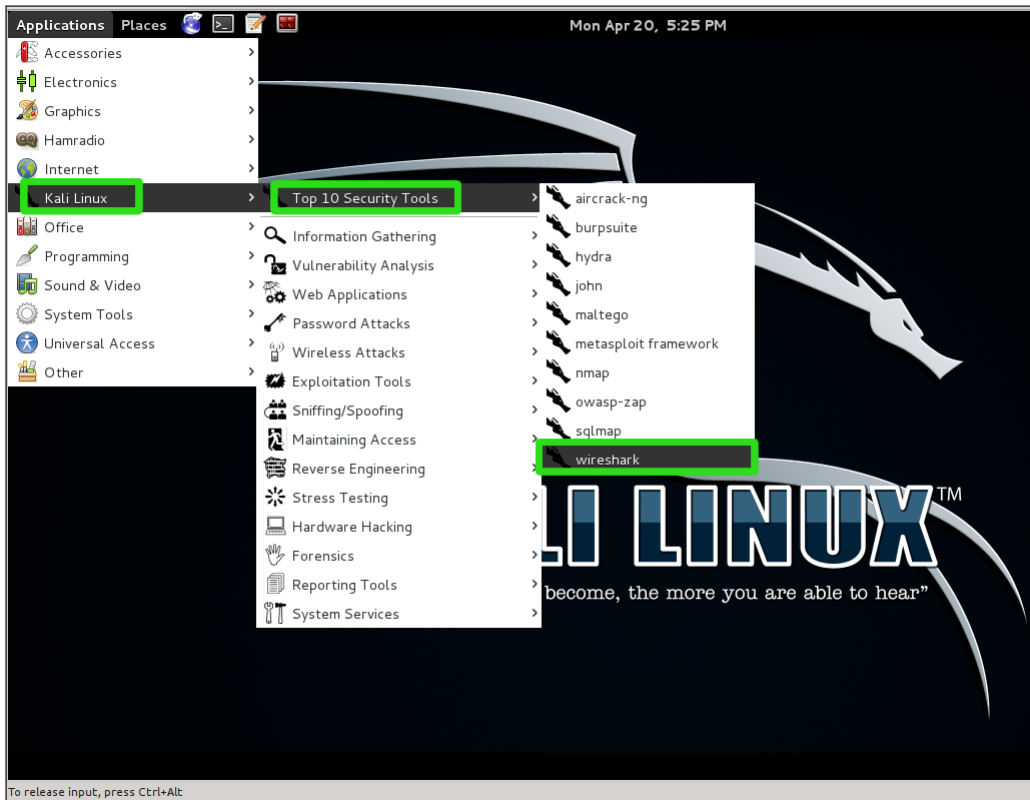 Applications Places Mon Apr 20, 5:25 PM
Accessories
Electronics
Graphics
Hamradio
Internet
Kali Linux
Office
Programming
Sound & Video
System Tools
Universal Access
Other
Top 10 Security Tools
Information Gathering
Vulnerability Analysis
Web Applications
Password Attacks
Wireless Attacks
Exploitation Tools
Sniffing/Spoofing
Maintaining Access
Reverse Engineering
Stress Testing
Hardware Hacking
Forensics
Reporting Tools
System Services
aircrack-ng
burpsuite
hydra
john
maltego
metasploit framework
nmap
owasp-zap
sqlmap
wireshark
LI LINUX™
become, the more you are able to hear”
To release input, press Ctrl+Alt